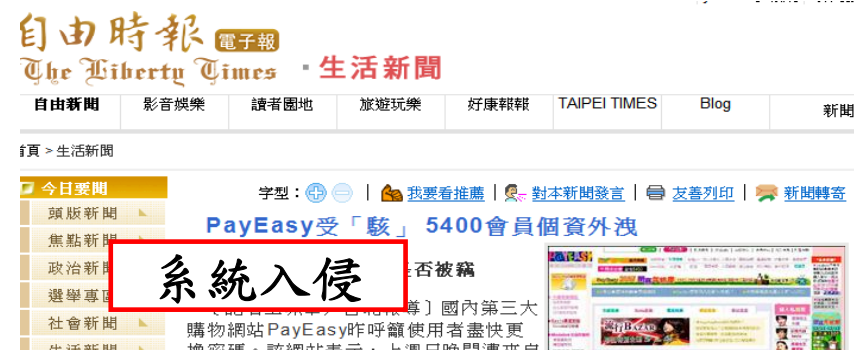 自由時報 電子報
The Liberty Times
生活新聞
自由新聞 影音娛樂 讀者園地 旅遊玩樂 好康報報 TAIPEI TIMES Blog 新聞
首頁 > 生活新聞
今日要聞
字型： 我要看推薦 | 對本新聞發言 | 友善列印 | 新聞轉寄
頭版新聞
PayEasy受「駭」 5400會員個資外洩
焦點新聞
政治新聞
系統入侵
否被竊
選舉專區
報導〕國內第三大
社會新聞
購物網站PayEasy昨呼籲使用者盡快更